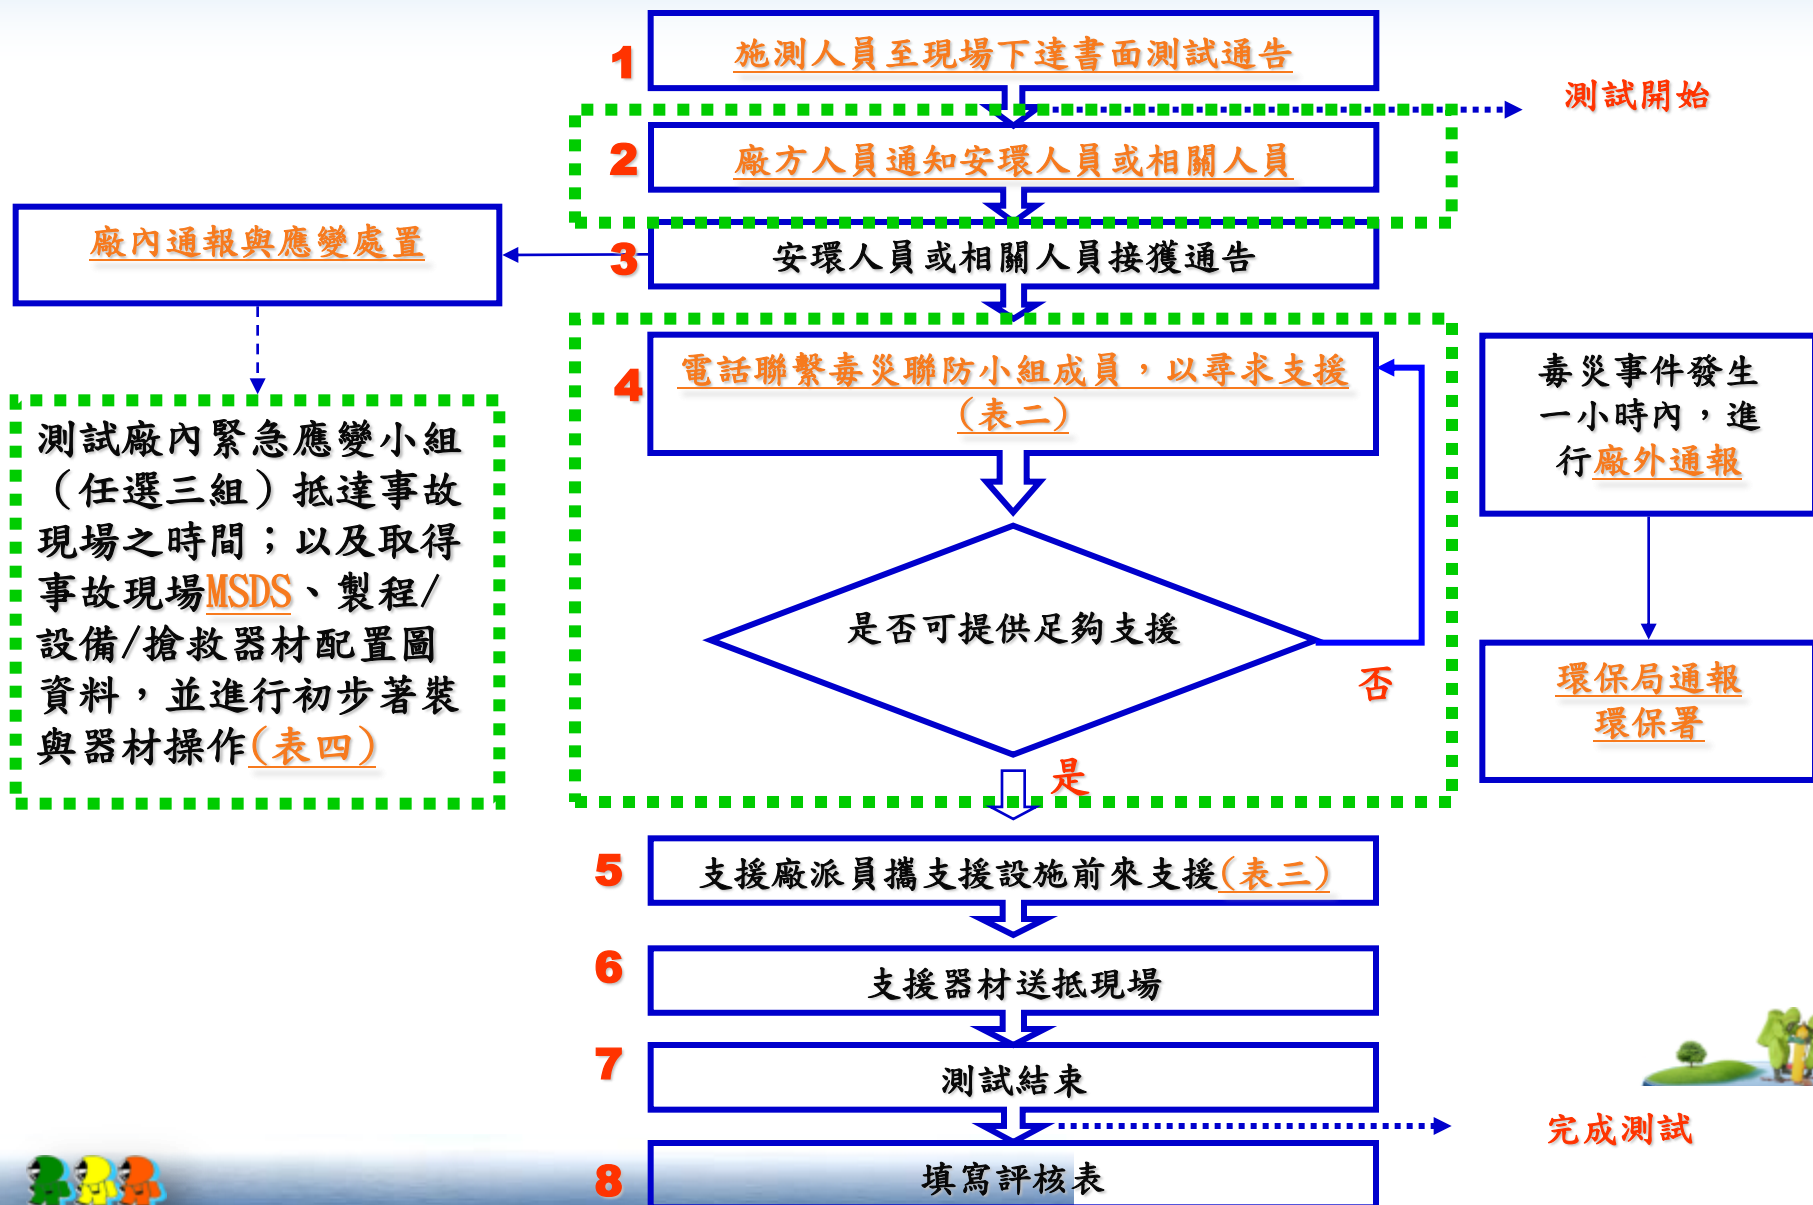 1
施測人員至現場下達書面測試通告
測試開始
2
廠方人員通知安環人員或相關人員
3
安環人員或相關人員接獲通告
廠內通報與應變處置
測試廠內緊急應變小組
（任選三組）抵達事故
現場之時間；以及取得
事故現場MSDS、製程/
設備/搶救器材配置圖
資料，並進行初步著裝
與器材操作(表四)
4
電話聯繫毒災聯防小組成員，以尋求支援
(表二)
是否可提供足夠支援
否
是
毒災事件發生
一小時內，進
行廠外通報
環保局通報
環保署
5
支援廠派員攜支援設施前來支援(表三)
6
支援器材送抵現場
7
測試結束
完成測試
8
填寫評核表